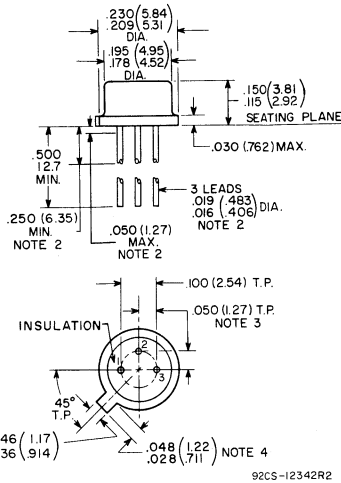 .230 (5.84)
.209 (5.31)
DIA.
.195 (4.95)
.178 (4.52)
DIA.
.150 (3.81)
.115 (2.92)
SEATING PLANE
.030 (.762) MAX.
.500
12.7
MIN.
.250 (6.35)
MIN.
NOTE 2
.050 (1.27)
MAX.
NOTE 2
3 LEADS
.019 (.483)
.016 (.406) DIA.
NOTE 2
.100 (2.54) T.P.
.050 (1.27) T.P.
NOTE 3
INSULATION
2
3
45°
T.P.
46 (1.17)
36 (.914)
.048 (1.22)
.028 (.711) NOTE 4
92CS-12342R2